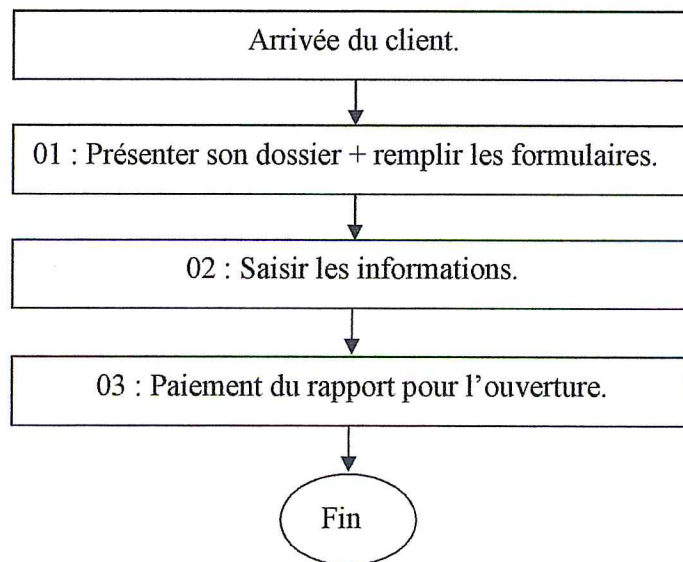 Arrivée du client.
01 : Présenter son dossier + remplir les formulaires.
02 : Saisir les informations.
03 : Paiement du rapport pour l'ouverture.
Fin